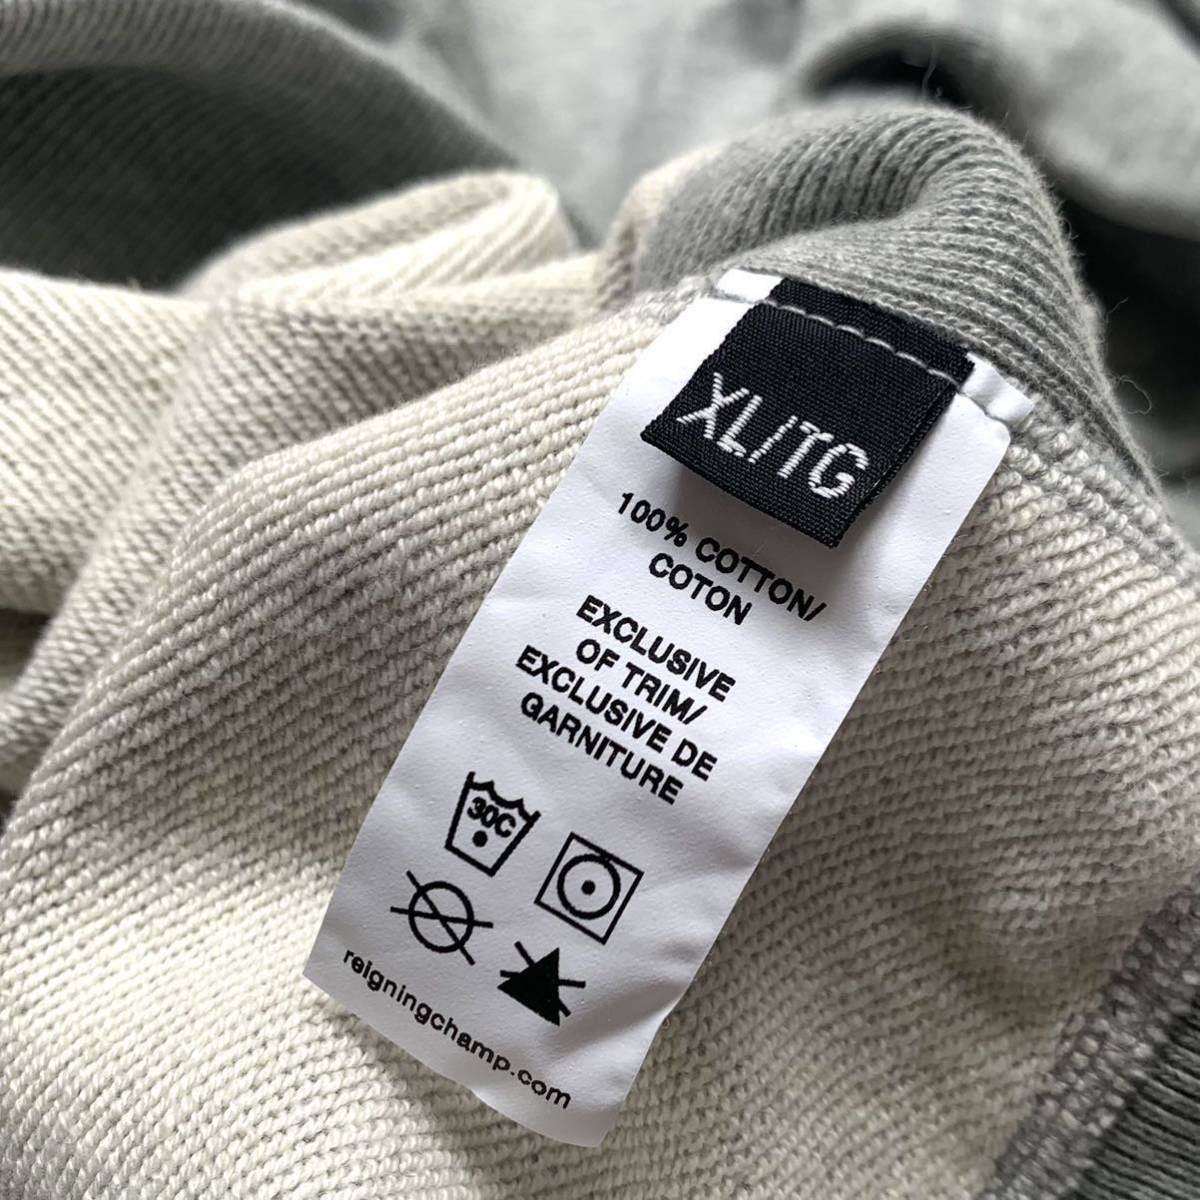 XL/TG
100% COTTON/
COTON
EXCLUSIVE
OF TRIM/
EXCLUSIVE DE
GARNITURE
30C
reigningchamp.com